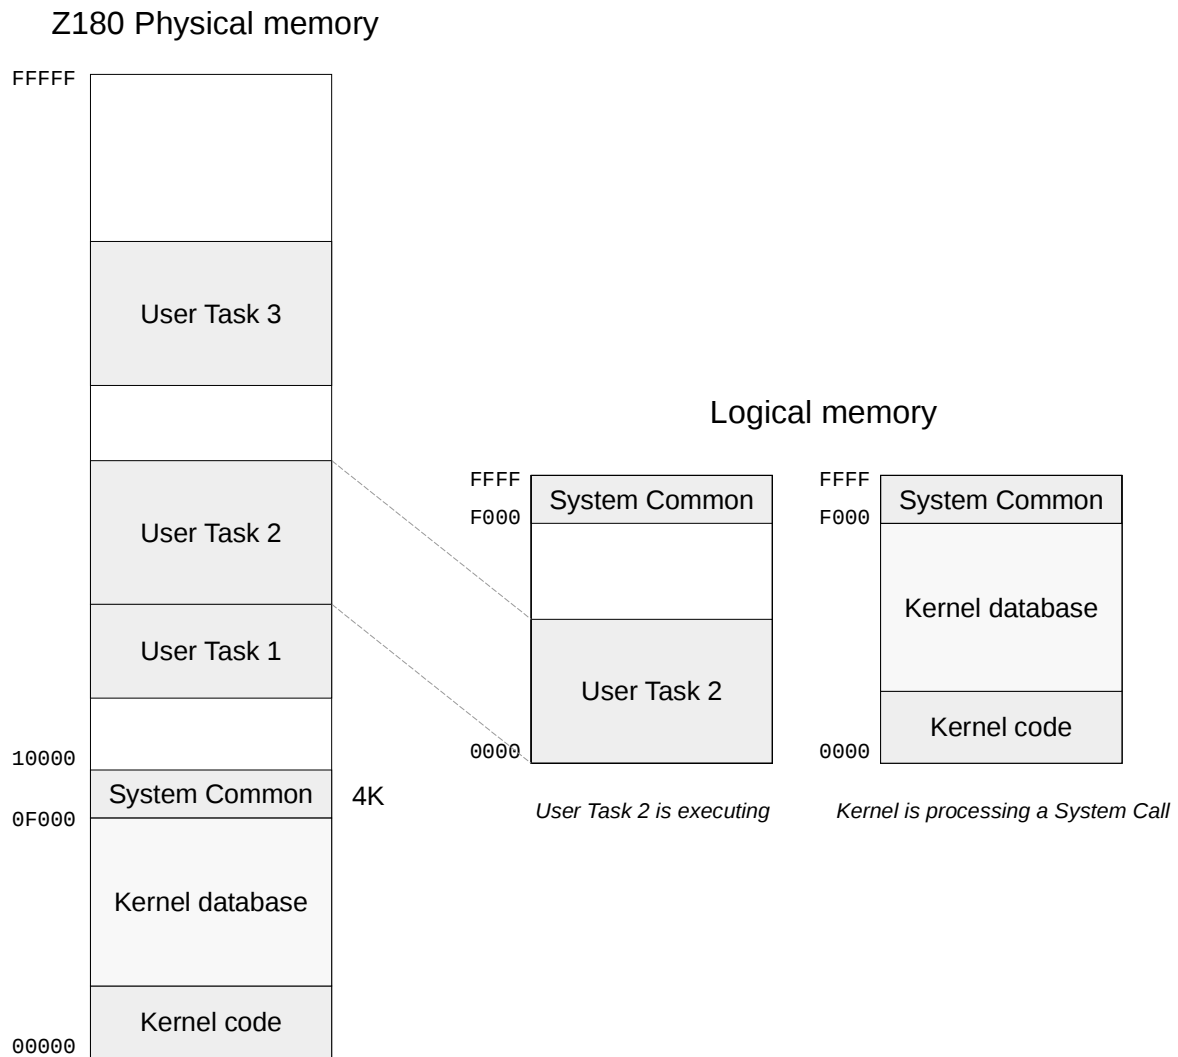 Z180 Physical memory
FFFFF
User Task 3
User Task 2
User Task 1
10000
System Common
4K
0F000
Kernel database
Kernel code
00000
Logical memory
FFFF
System Common
F000
User Task 2
0000
User Task 2 is executing
FFFF
System Common
F000
Kernel database
Kernel code
0000
Kernel is processing a System Call